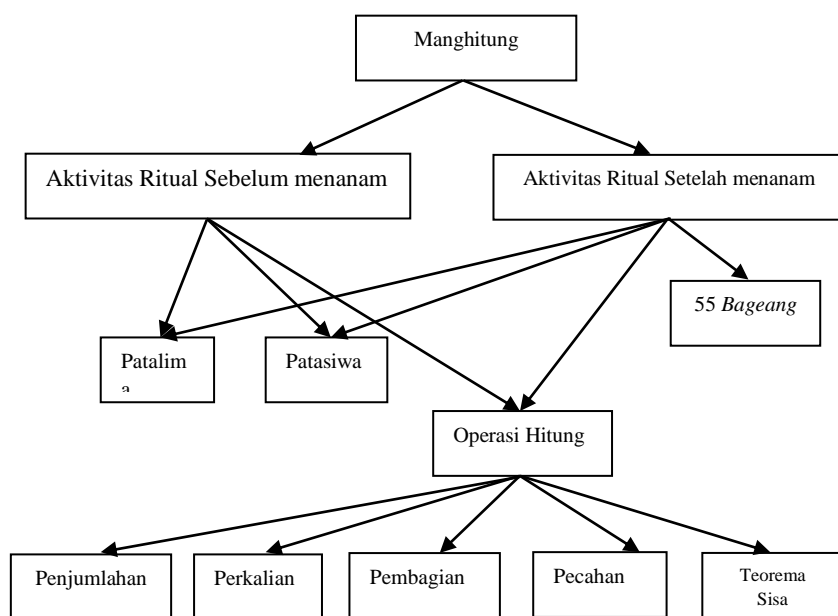 Manghitung
Aktivitas Ritual Sebelum menanam
Aktivitas Ritual Setelah menanam
55 Bageang
Patalim
a
Patasiwa
Operasi Hitung
Penjumlahan
Perkalian
Pembagian
Pecahan
Teorema
Sisa